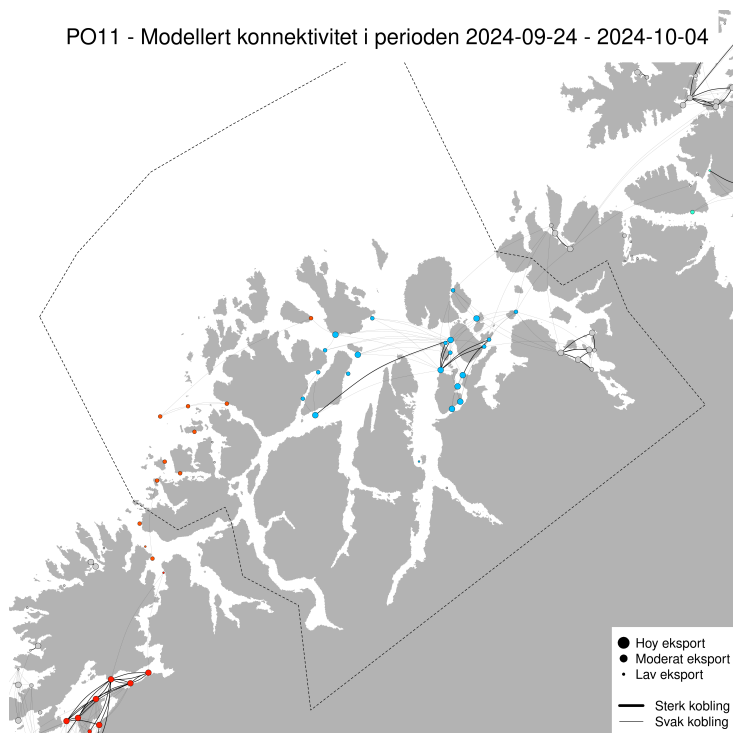 PO11 - Modellert konnektivitet i perioden 2024-09-24 - 2024-10-04
Hoy eksport
Moderat eksport
Lav eksport
Sterk kobling
Svak kobling